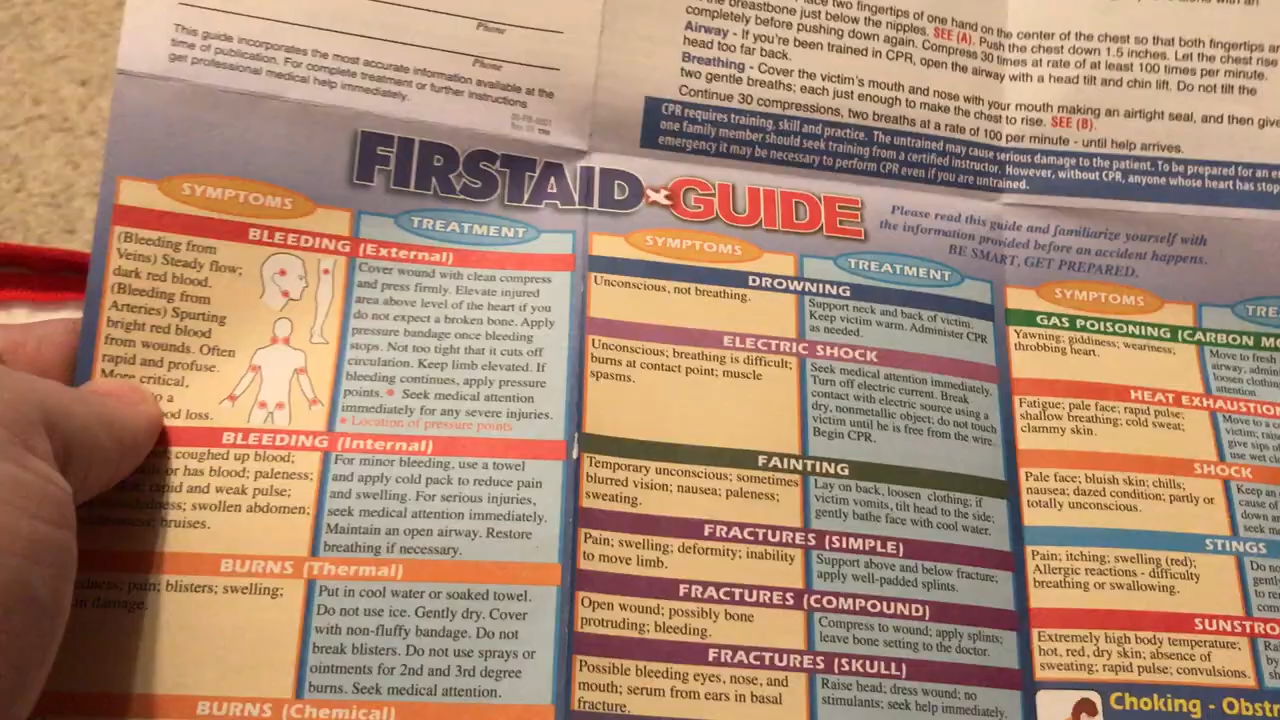 Phone
Phone
This guide incorporates the most accurate information available at the
time of publication. For complete treatment or further instructions
get professional medical help immediately.
two fingertips of one hand on the center of the chest so that both fingertips
the breastbone just below the nipples. SEE (A). Push the chest down 1.5 inches. Let the chest rise
completely before pushing down again. Compress 30 times at rate of at least 100 times per minute.
Airway - If you're been trained in CPR, open the airway with a head tilt and chin lift. Do not tilt the
head too far back.
Breathing - Cover the victim's mouth and nose with your mouth making an airtight seal, and then give
two gentle breaths; each just enough to make the chest to rise. SEE (B).
Continue 30 compressions, two breaths at a rate of 100 per minute - until help arrives.
CPR requires training, skill and practice. The untrained may cause serious damage to the patient. To be prepared for an
one family member should seek training from a certified instructor. However, without CPR, anyone whose heart has stop
emergency it may be necessary to perform CPR even if you are untrained.
FIRSTAID GUIDE
Please read this guide and familiarize yourself with
the information provided before an accident happens.
BE SMART, GET PREPARED.
SYMPTOMS
TREATMENT
BLEEDING (External)
(Bleeding from
Veins) Steady flow;
dark red blood.
(Bleeding from
Arteries) Spurting
bright red blood
from wounds. Often
rapid and profuse.
More critical,
to a
ood loss.
Cover wound with clean compress
and press firmly. Elevate injured
area above level of the heart if you
do not expect a broken bone. Apply
pressure bandage once bleeding
stops. Not too tight that it cuts off
circulation. Keep limb elevated. If
bleeding continues, apply pressure
points. Seek medical attention
immediately for any severe injuries.
Location of pressure points
BLEEDING (Internal)
coughed up blood;
or has blood; paleness;
rapid and weak pulse;
swollen abdomen;
bruises.
For minor bleeding, use a towel
and apply cold pack to reduce pain
and swelling. For serious injuries,
seek medical attention immediately.
Maintain an open airway. Restore
breathing if necessary.
BURNS (Thermal)
pain; blisters; swelling;
damage.
Put in cool water or soaked towel.
Do not use ice. Gently dry. Cover
with non-fluffy bandage. Do not
break blisters. Do not use sprays or
ointments for 2nd and 3rd degree
burns. Seek medical attention.
BURNS (Chemical)
SYMPTOMS
TREATMENT
DROWNING
Unconscious, not breathing.
Support neck and back of victim.
Keep victim warm. Administer CPR
as needed.
ELECTRIC SHOCK
Unconscious; breathing is difficult;
burns at contact point; muscle
spasms.
Seek medical attention immediately.
Turn off electric current. Break
contact with electric source using a
dry, nonmetallic object; do not touch
victim until he is free from the wire.
Begin CPR.
FAINTING
Temporary unconscious; sometimes
blurred vision; nausea; paleness;
sweating.
Lay on back, loosen clothing; if
victim vomits, tilt head to the side;
gently bathe face with cool water.
FRACTURES (SIMPLE)
Pain; swelling; deformity; inability
to move limb.
Support above and below fracture;
apply well-padded splints.
FRACTURES (COMPOUND)
Open wound; possibly bone
protruding; bleeding.
Compress to wound; apply splints;
leave bone setting to the doctor.
FRACTURES (SKULL)
Possible bleeding eyes, nose, and
mouth; serum from ears in basal
fracture.
Raise head; dress wound; no
stimulants; seek help immediately.
SYMPTOMS
TRE
GAS POISONING (CARBON MO
Yawning; giddiness; weariness;
throbbing heart.
Move to fresh
airway, admin
loosen clothin
attention.
HEAT EXHAUSTIO
Fatigue; pale face; rapid pulse;
shallow breathing; cold sweat;
clammy skin.
Move to a c
victim; rais
give sips o
use wet cl
SHOCK
Pale face; bluish skin; chills;
nausea; dazed condition; partly or
totally unconscious.
Keep an
cause of
down an
seek m
STINGS
Pain; itching; swelling (red);
Allergic reactions - difficulty
breathing or swallowing.
Do no
gentl
to re
com
SUNSTRO
Extremely high body temperature;
hot, red, dry skin; absence of
sweating; rapid pulse; convulsions.
Rai
by
sh
Choking - Obstr